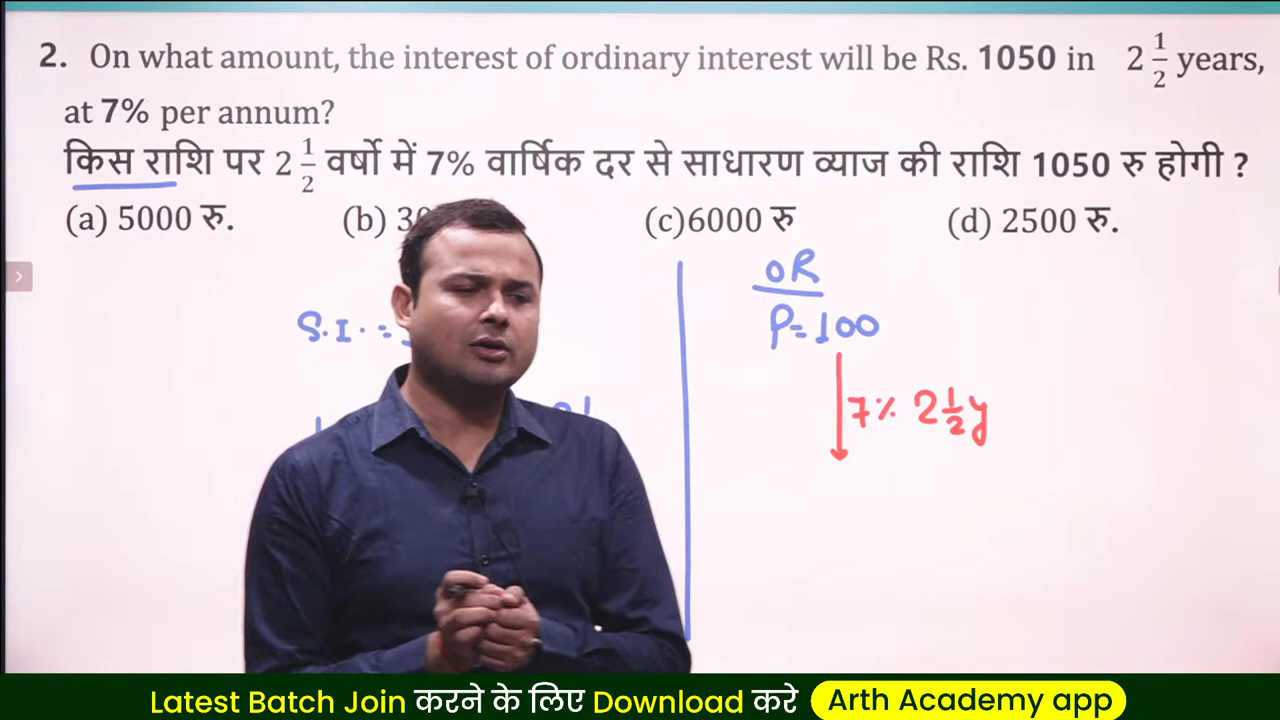 2. On what amount, the interest of ordinary interest will be Rs. 1050 in 2 1/2 years,
at 7% per annum?
किस राशि पर 2 1/2 वर्षो में 7% वार्षिक दर से साधारण व्याज की राशि 1050 रु होगी ?
(a) 5000 रु. (b) (c)6000 रु (d) 2500 रु.
OR
S.I. = P=100
7% 2 1/2 y
Latest Batch Join करने के लिए Download करे Arth Academy app